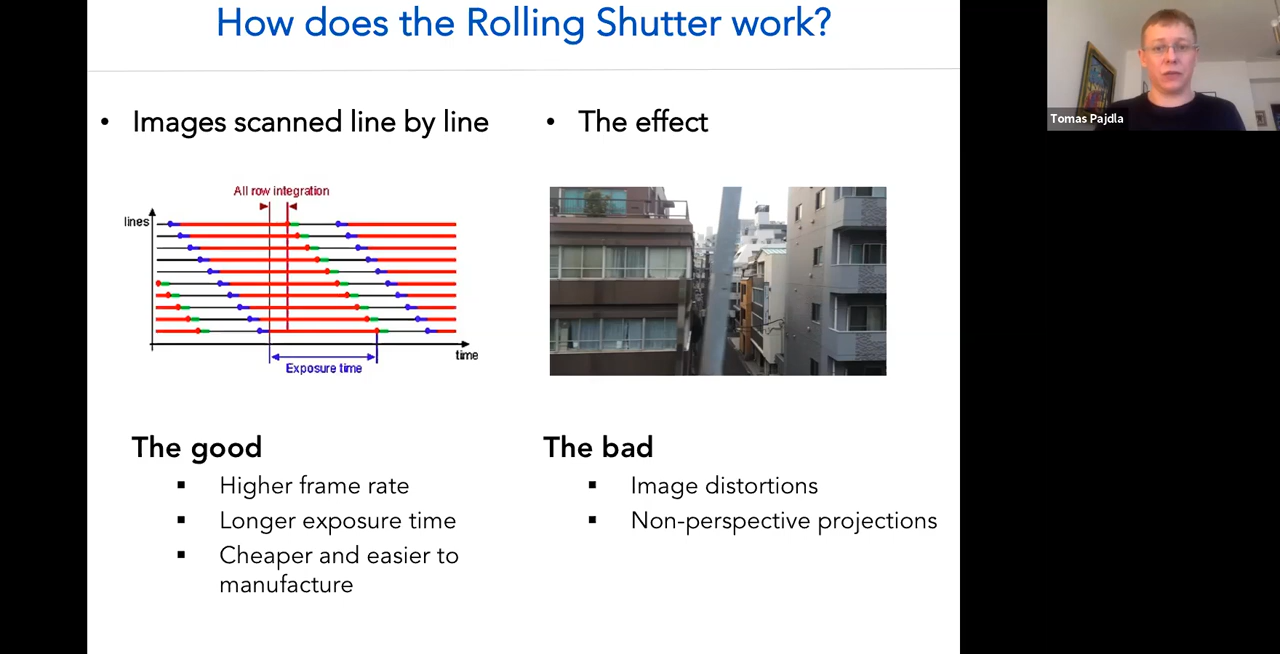 How does the Rolling Shutter work?
• Images scanned line by line
• The effect
All row integration
lines
time
Exposure time
The good
▪ Higher frame rate
▪ Longer exposure time
▪ Cheaper and easier to
manufacture
The bad
▪ Image distortions
▪ Non-perspective projections
Tomas Pajdla